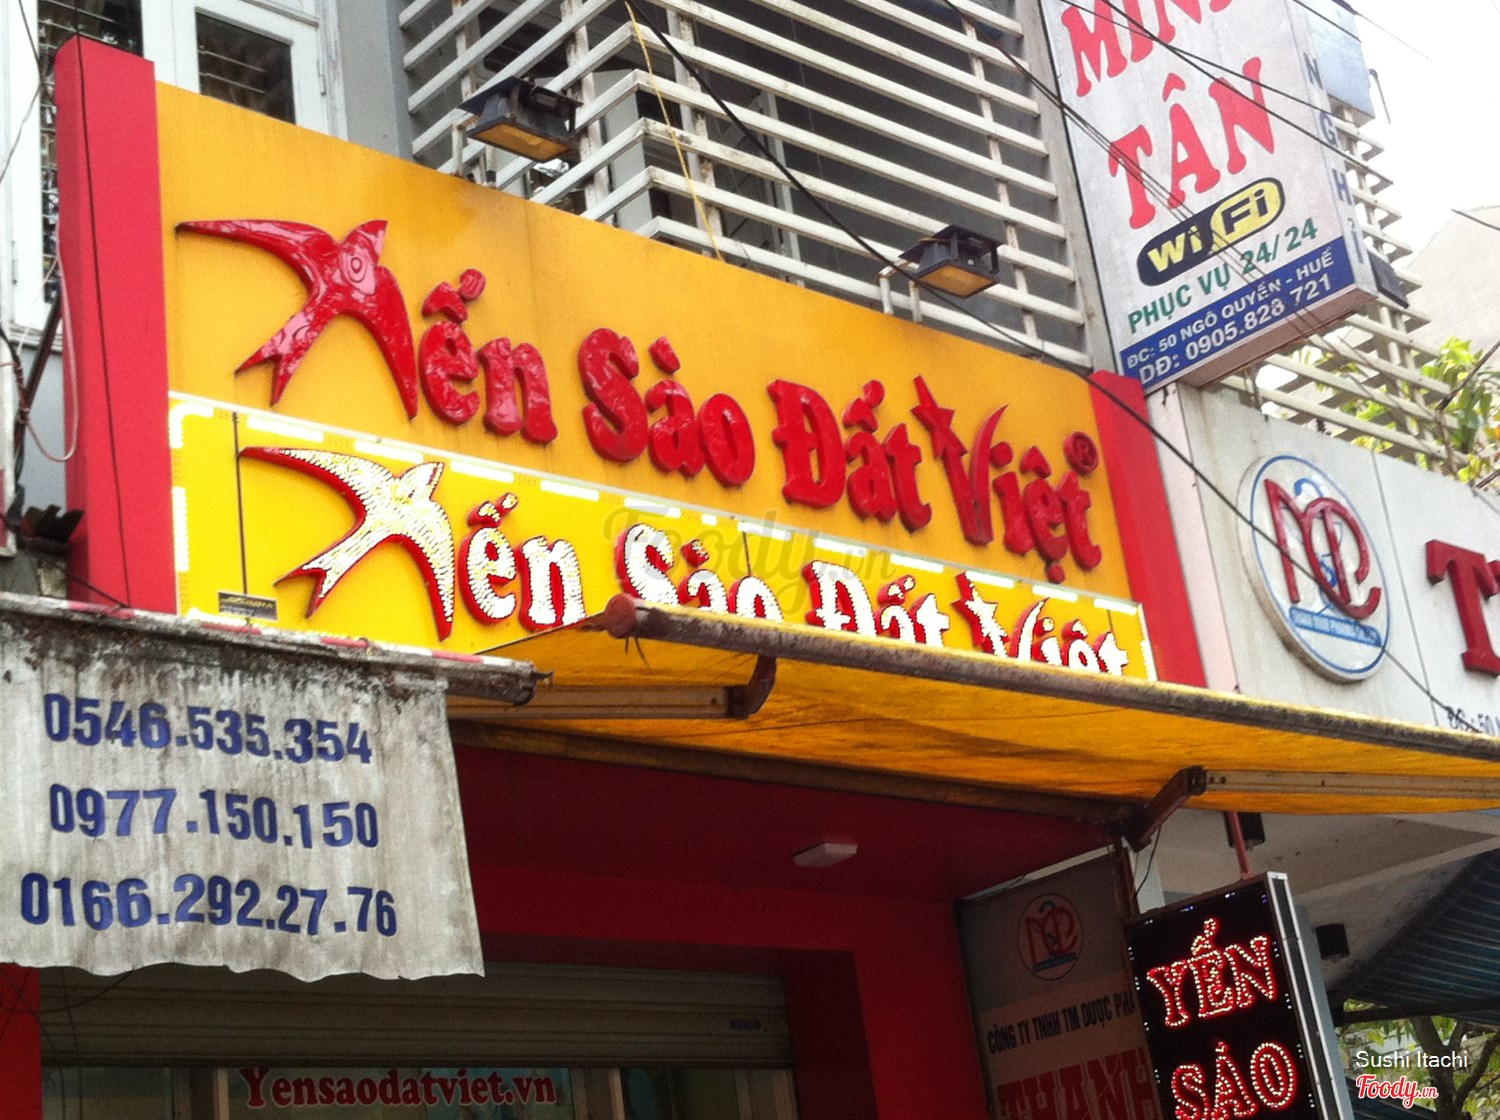 Yến Sào Đất Việt®
Yến Sào Đất Việt
0546.535.354
0977.150.150
0166.292.27.76
Yensaodatviet.vn
TÂN
wiFi
PHỤC VỤ 24/24
ĐC: 50 NGÔ QUYỀN - HUẾ
DĐ: 0905.828.721
NGHỈ
CÔNG TY TNHH TM DƯỢC
YẾN
SÀO
Foody.vn
Sushi Itachi
Foody.vn